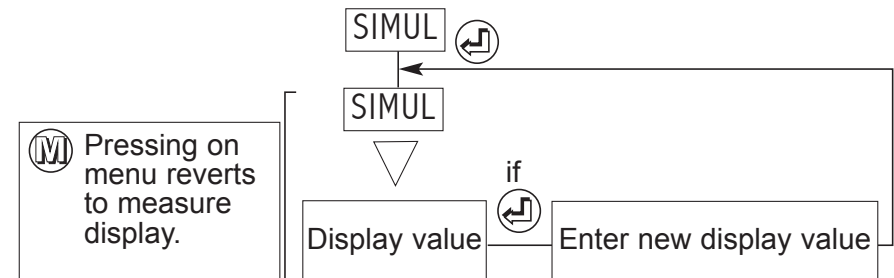 SIMUL
SIMUL
M Pressing on
menu reverts
to measure
display.
if
Display value
Enter new display value